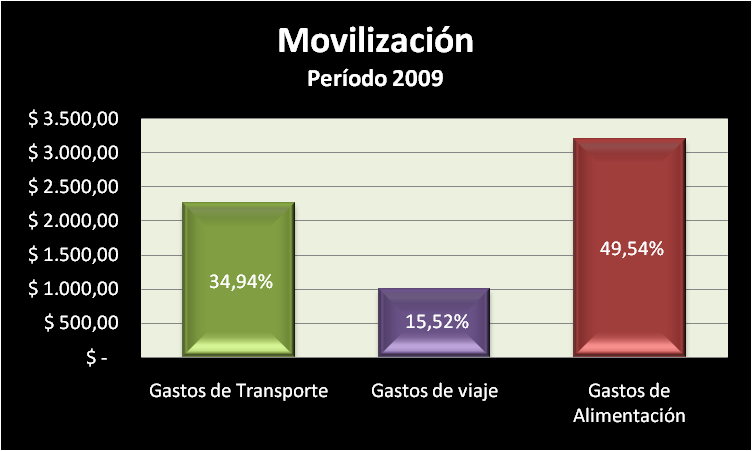 Movilización
Período 2009
$ 3.500,00
$ 3.000,00
$ 2.500,00
$ 2.000,00
$ 1.500,00
$ 1.000,00
$ 500,00
$ -
34,94%
15,52%
49,54%
Gastos de Transporte
Gastos de viaje
Gastos de
Alimentación